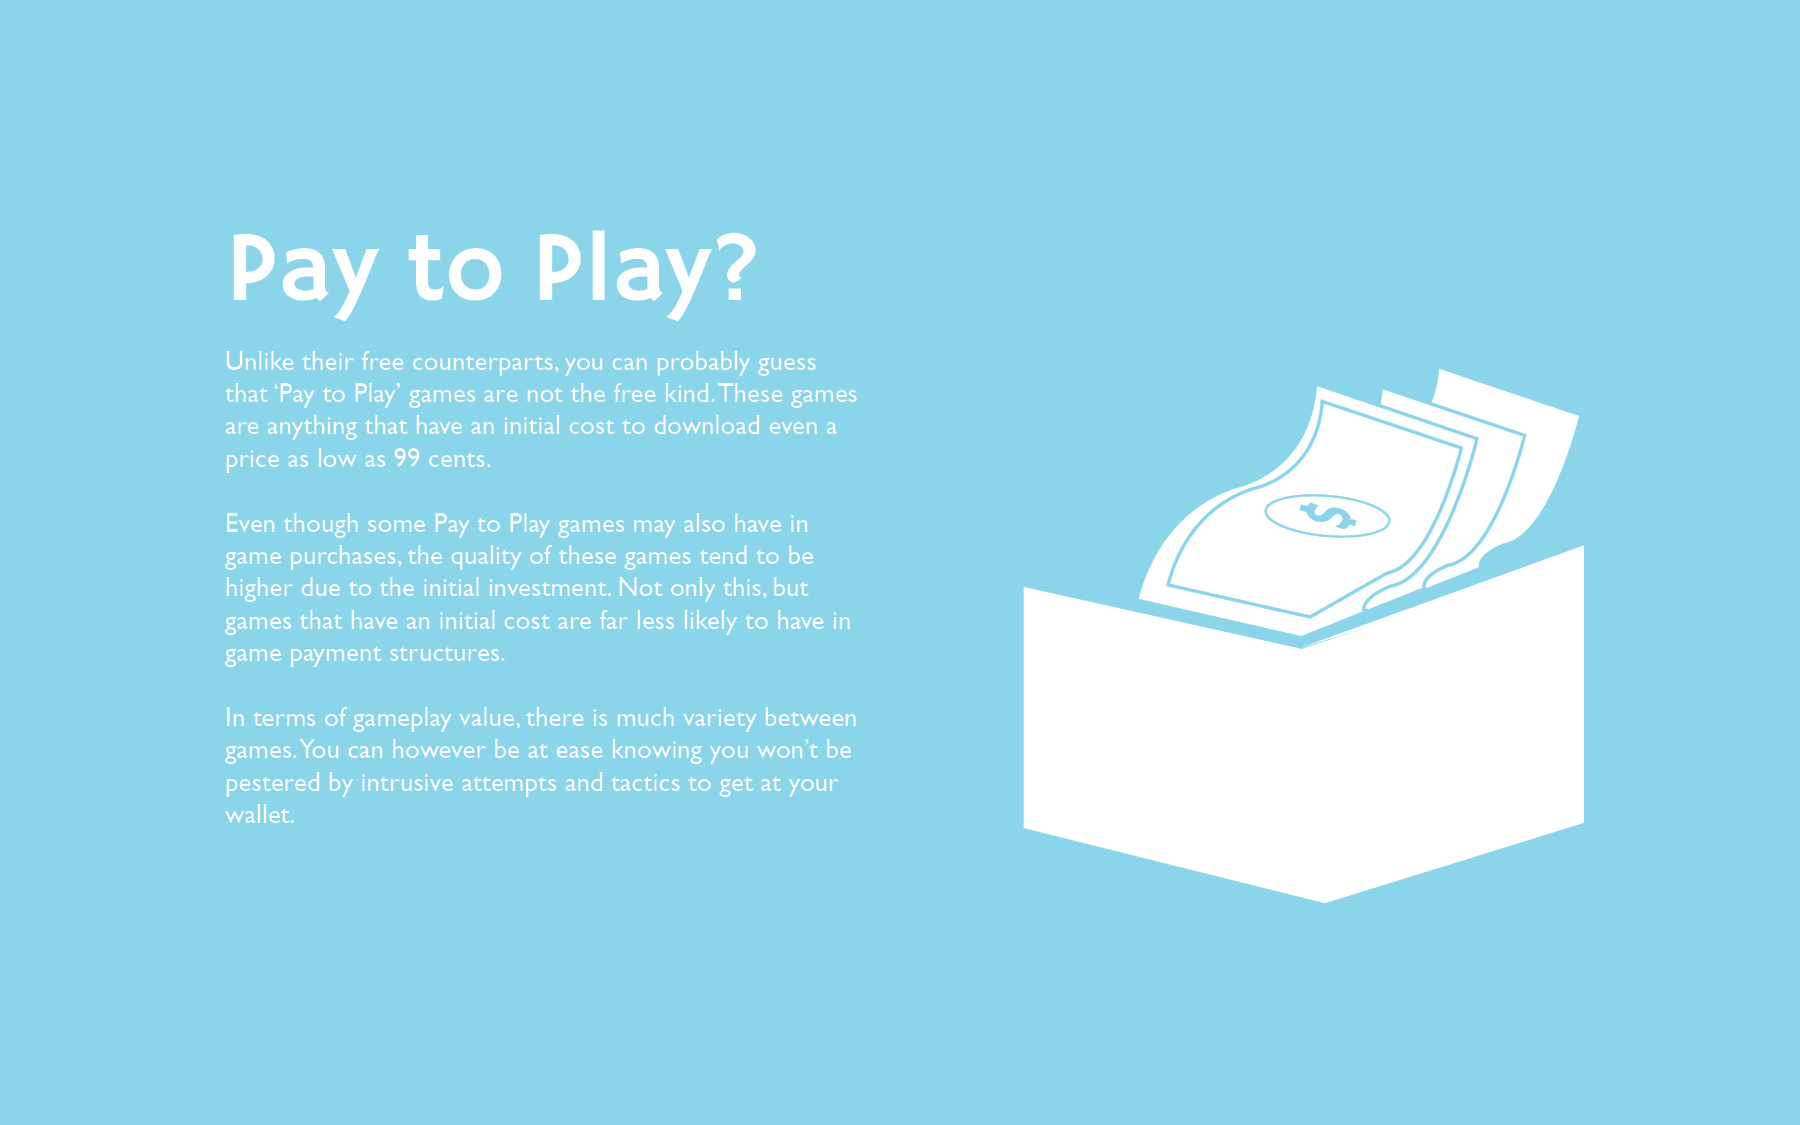 Pay to Play?
Unlike their free counterparts, you can probably guess
that ‘Pay to Play’ games are not the free kind. These games
are anything that have an initial cost to download even a
price as low as 99 cents.
Even though some Pay to Play games may also have in
game purchases, the quality of these games tend to be
higher due to the initial investment. Not only this, but
games that have an initial cost are far less likely to have in
game payment structures.
In terms of gameplay value, there is much variety between
games. You can however be at ease knowing you won’t be
pestered by intrusive attempts and tactics to get at your
wallet.
$